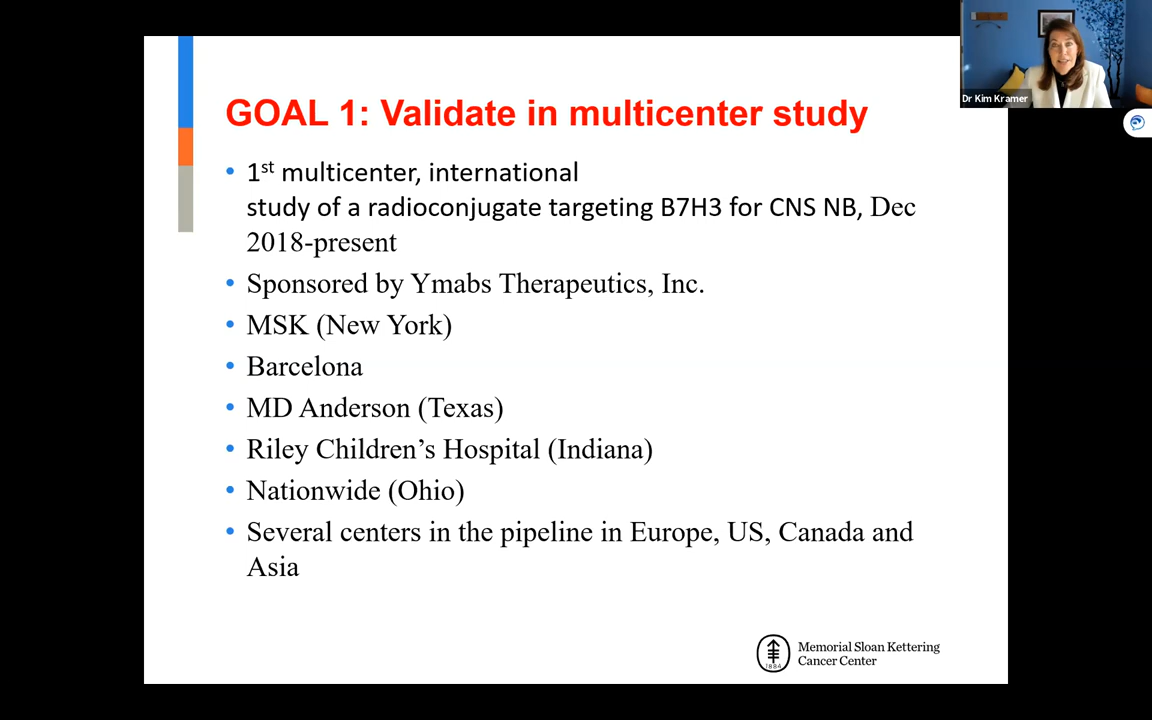 Dr Kim Kramer
GOAL 1: Validate in multicenter study
• 1st multicenter, international
study of a radioconjugate targeting B7H3 for CNS NB, Dec
2018-present
• Sponsored by Ymabs Therapeutics, Inc.
• MSK (New York)
• Barcelona
• MD Anderson (Texas)
• Riley Children’s Hospital (Indiana)
• Nationwide (Ohio)
• Several centers in the pipeline in Europe, US, Canada and
Asia
1884
Memorial Sloan Kettering
Cancer Center